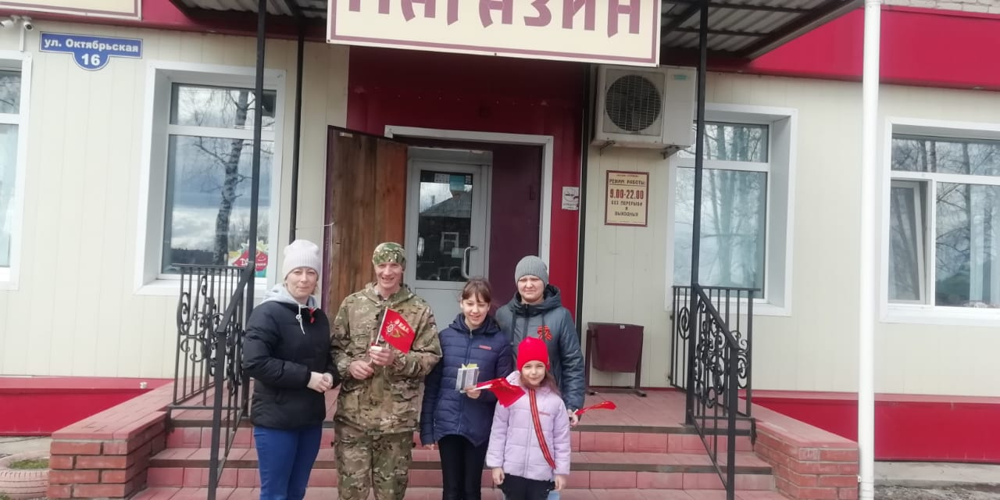 МАГАЗИН
ул. Октябрьская
16
РЕЖИМ РАБОТЫ:
9.00-22.00
БЕЗ ПЕРЕРЫВА
И
ВЫХОДНЫХ